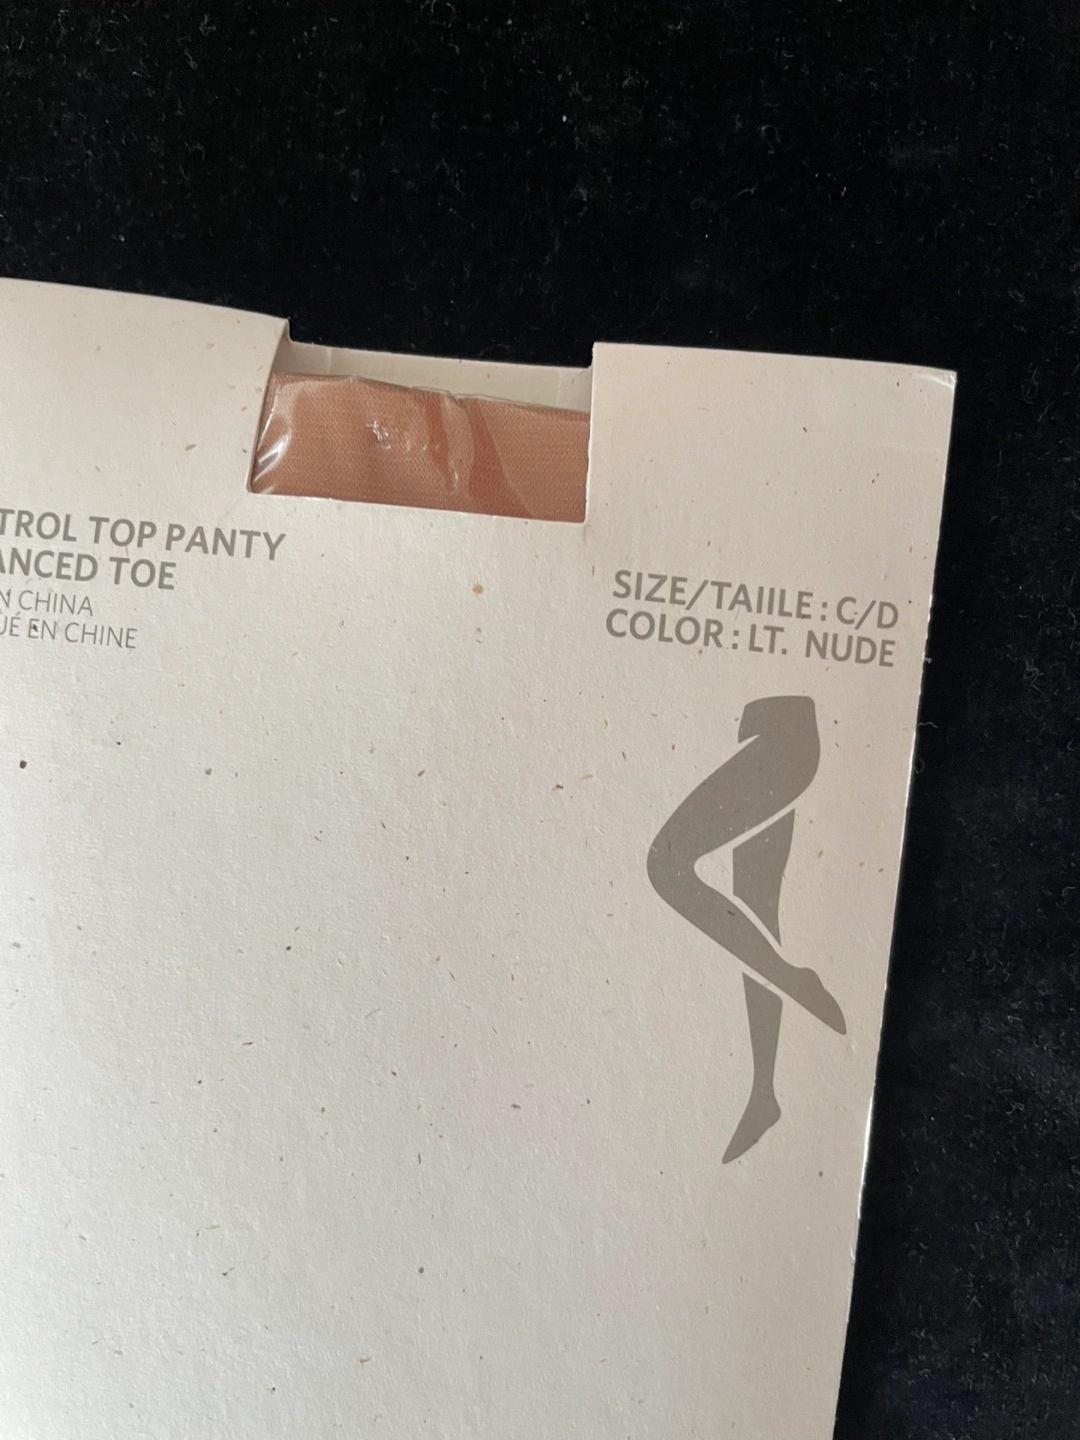 TROL TOP PANTY
ANCED TOE
N CHINA
UÉ EN CHINE
SIZE/TAIILE : C/D
COLOR : LT. NUDE